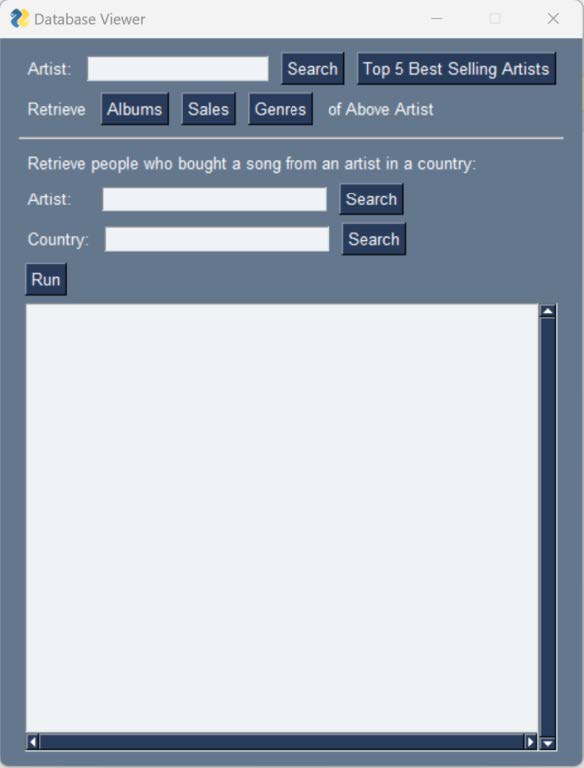 Database Viewer
Artist: Search Top 5 Best Selling Artists
Retrieve Albums Sales Genres of Above Artist
Retrieve people who bought a song from an artist in a country:
Artist: Search
Country: Search
Run